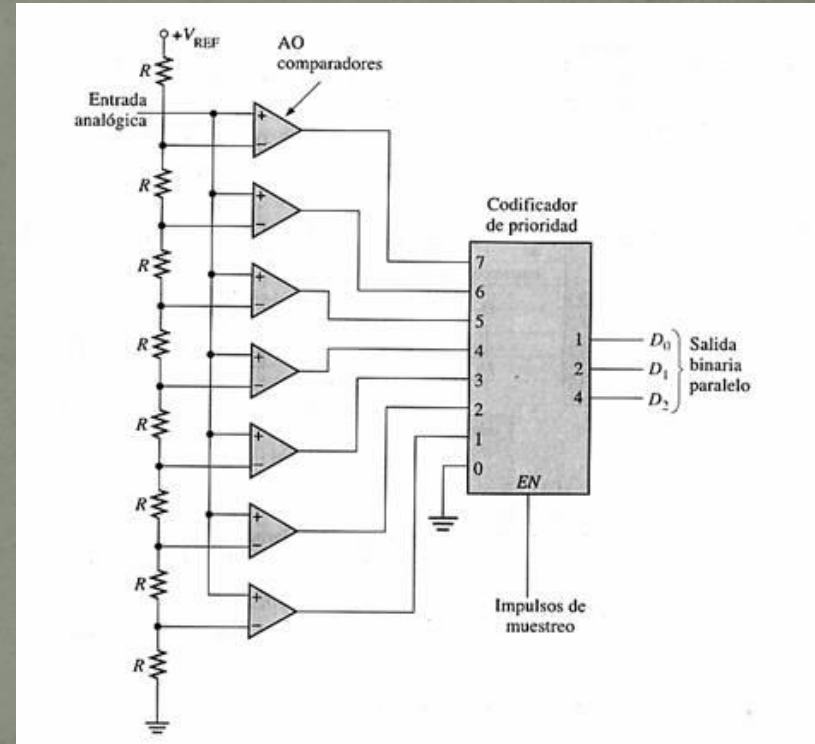 +V_REF
AO
comparadores
R
Entrada
analógica
+
−
R
+
−
R
+
−
R
+
−
R
+
−
R
+
−
R
+
−
R
Codificador
de prioridad
7
6
5
4
3
2
1
0
1
2
4
EN
D₀
D₁
D₂
Salida
binaria
paralelo
Impulsos de
muestreo